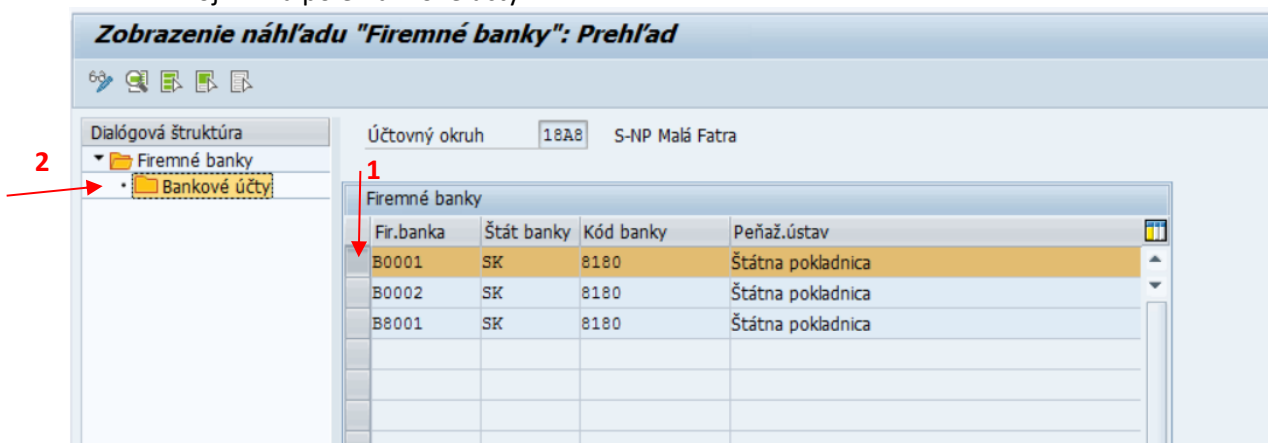 Zobrazenie náhľadu "Firemné banky": Prehľad
Dialógová štruktúra
Firemné banky
Bankové účty
2
Účtovný okruh 18A8 S-NP Malá Fatra
1
Firemné banky
Fir.banka Štát banky Kód banky Peňaž.ústav
B0001 SK 8180 Štátna pokladnica
B0002 SK 8180 Štátna pokladnica
B8001 SK 8180 Štátna pokladnica